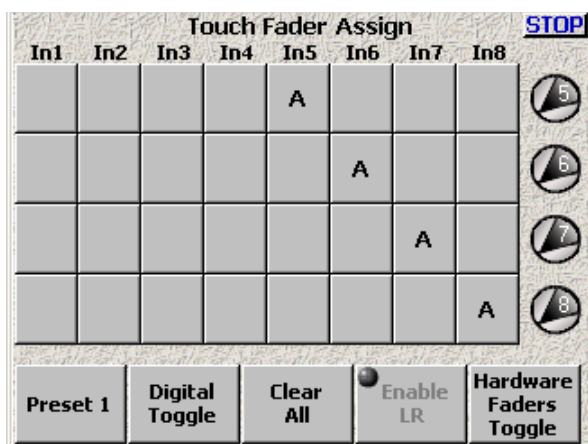 Touch Fader Assign STOP
In1 In2 In3 In4 In5 In6 In7 In8
A 5
A 6
A 7
A 8
Preset 1 Digital Toggle Clear All Enable LR Hardware Faders Toggle